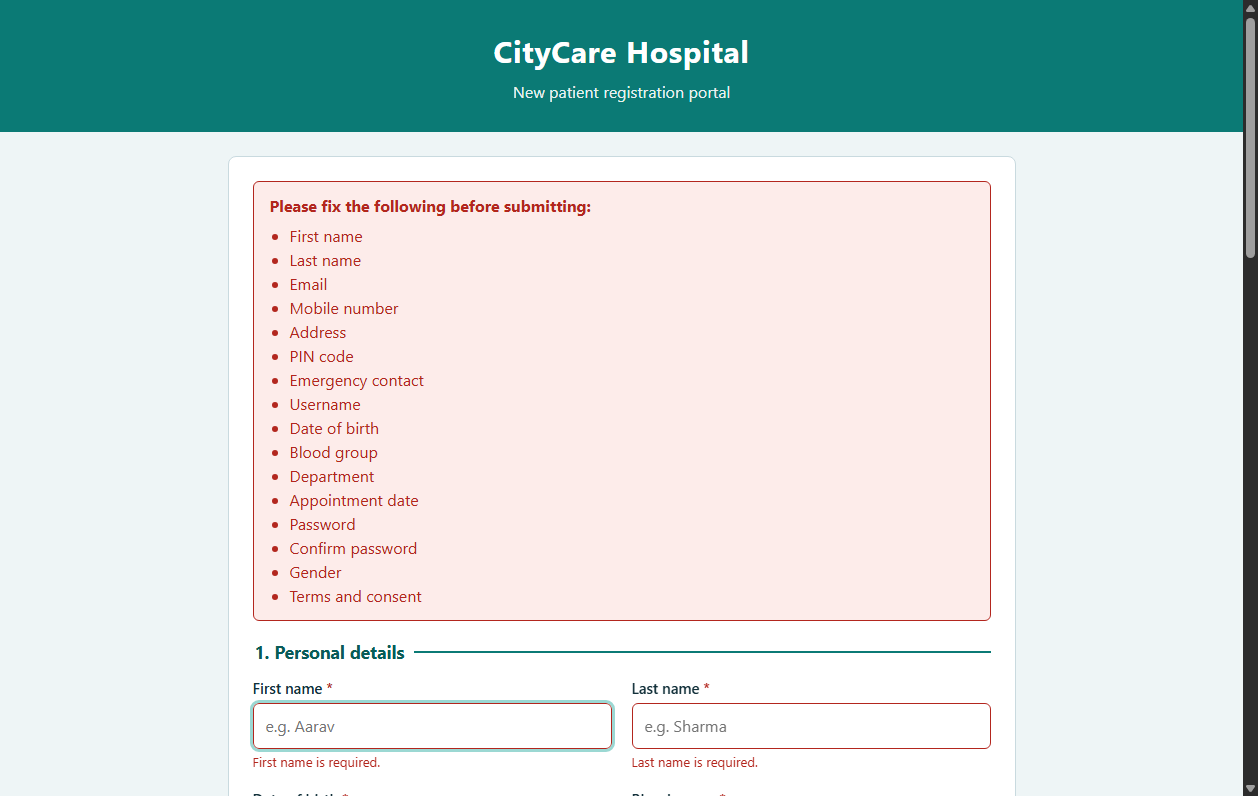 CityCare Hospital
New patient registration portal
Please fix the following before submitting:
First name
Last name
Email
Mobile number
Address
PIN code
Emergency contact
Username
Date of birth
Blood group
Department
Appointment date
Password
Confirm password
Gender
Terms and consent
1. Personal details
First name * Last name *
e.g. Aarav e.g. Sharma
First name is required. Last name is required.